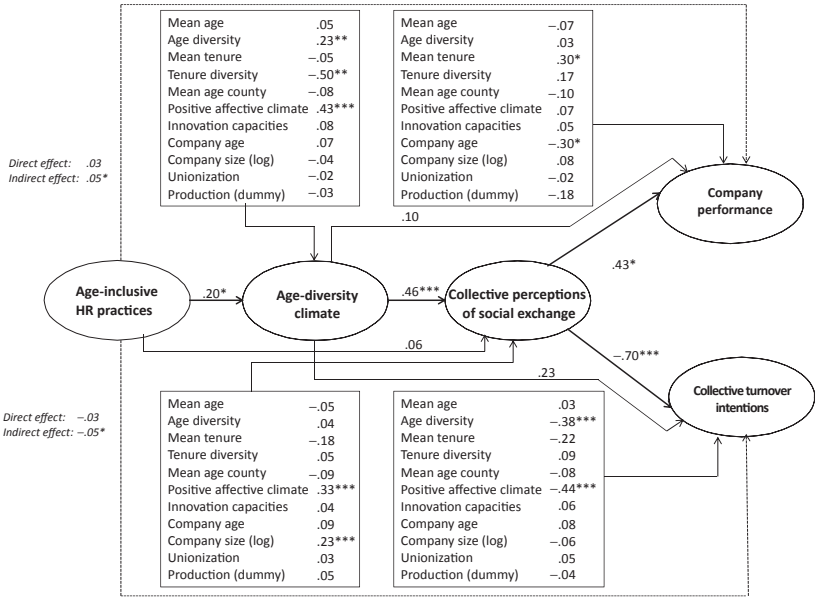 Mean age .05
Age diversity .23**
Mean tenure –.05
Tenure diversity –.50**
Mean age county –.08
Positive affective climate .43***
Innovation capacities .08
Company age .07
Company size (log) –.04
Unionization –.02
Production (dummy) –.03
Mean age –.07
Age diversity .03
Mean tenure .30*
Tenure diversity .17
Mean age county –.10
Positive affective climate .07
Innovation capacities .05
Company age –.30*
Company size (log) .08
Unionization –.02
Production (dummy) –.18
Direct effect: .03
Indirect effect: .05*
Company
performance
.10
.43*
Age-inclusive
HR practices
.20*
Age-diversity
climate
.46***
Collective perceptions
of social exchange
.06
–.70***
.23
Collective turnover
intentions
Direct effect: –.03
Indirect effect: –.05*
Mean age –.05
Age diversity .04
Mean tenure –.18
Tenure diversity .05
Mean age county –.09
Positive affective climate .33***
Innovation capacities .04
Company age .09
Company size (log) .23***
Unionization .03
Production (dummy) .05
Mean age .03
Age diversity –.38***
Mean tenure –.22
Tenure diversity .09
Mean age county –.08
Positive affective climate –.44***
Innovation capacities .06
Company age .08
Company size (log) –.06
Unionization .05
Production (dummy) –.04